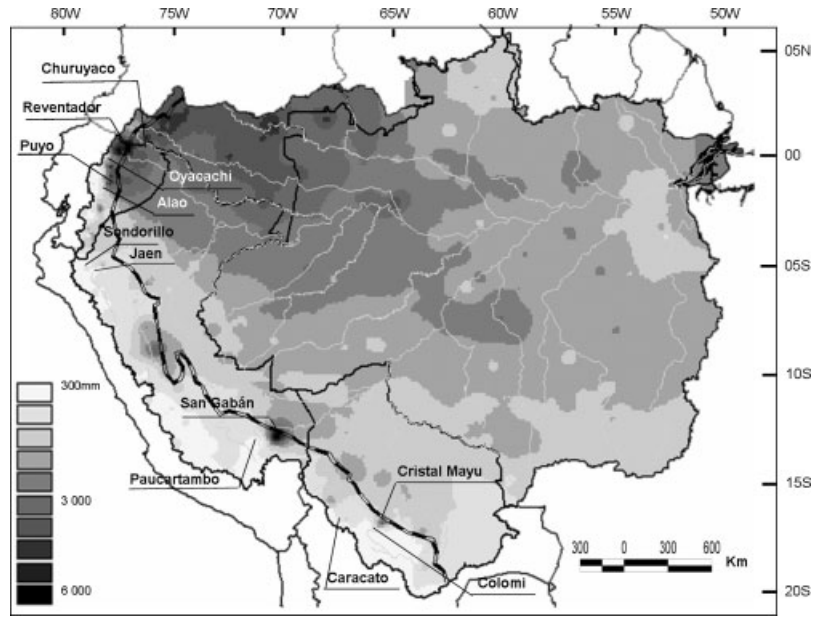 80W 75W 70W 65W 60W 55W 50W
05N
Churuyaco
Reventador
Puyo
00
Oyacachi
Alao
Sondorillo
Jaen
05S
10S
300mm
San Gabán
Paucartambo
Cristal Mayu
15S
3 000
300 0 300 600 Km
Caracato
Colomi
6 000
20S